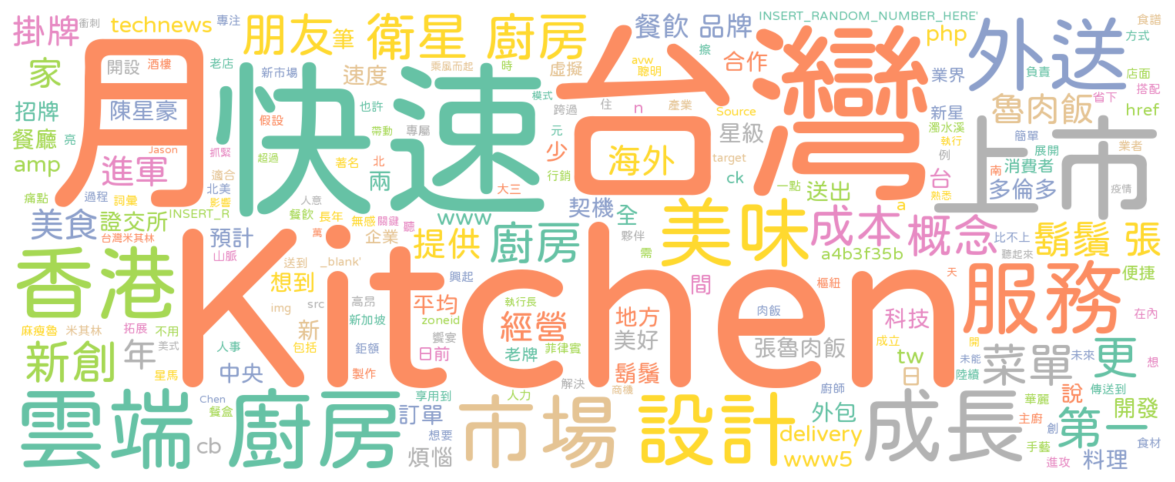 掛牌 衝刺 technews 專注 朋友 筆 衛星 廚房 餐飲 品牌 INSERT_RANDOM_NUMBER_HERE' php 外送 食譜 方式
家 開設 酒樓 老店 新市場 速度 乘風而起 時 虛擬 擦 avw 聰明 合作 業界 負責 店面 搭配
招牌 陳星豪 假設 也許 模式 帶動 專屬 跨過 住 n 產業 Source 星級 新星 魯肉飯 省下 href
月 快速 台灣 上市
餐廳 亮 Jason 抓緊 超過 著名 北 元 行銷 少 海外 target 例 濁水溪 執行 簡單 展開 業者
amp 進軍 適合 北美 兩 大三 一點 ck 送出 台 南 消費者 多倫多 疫情
痛點 過程 詞彙 影響 人意 餐飲 長年 無感 關鍵 www 契機 全 a 熟悉
美食 證交所 INSERT_R 台灣米其林 預計 山脈 萬 企業 聽 提供 廚房 夥伴 需 美味 成本 概念 a4b3f35b 比不上 聽起來 鬍鬚 張
香港 Kitchen 服務
送到 _blank' 想到 興起 間 樞紐 天 便捷
img src 高昂 平均 執行長 zoneid 地方 肉飯 科技 成立 開 在內
麻瘦魯 米其林 拓展 不用 新 包括 新加坡 饗宴 經營 美好 張魯肉飯
新創 年 美式 人事 鉅額 日前 老牌 菲律賓 tw 未能 未來 更
星馬 中央 製作 享用到 解決 鬍鬚 商機 廚師 日 菜單 陸續 傳送到 想
雲端 廚房 Chen 餐盒 訂單 人力 市場 設計 外包 成長 華麗 說 主廚 創 第一 開發
cb 想要 煩惱 delivery www5 手藝 進攻 料理 食材